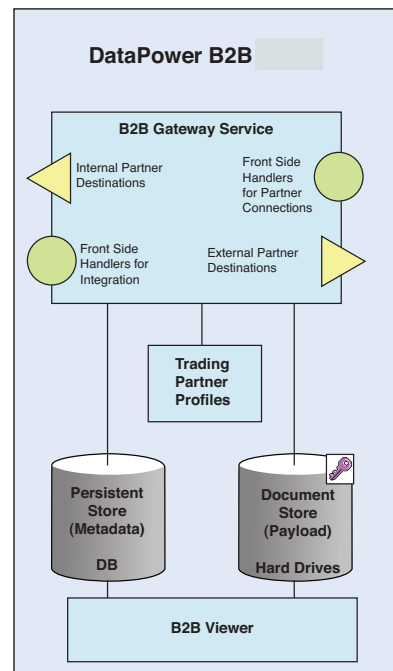 DataPower B2B
B2B Gateway Service
Internal Partner
Destinations
Front Side
Handlers
for Partner
Connections
Front Side
Handlers for
Integration
External Partner
Destinations
Trading
Partner
Profiles
Persistent
Store
(Metadata)
DB
Document
Store
(Payload)
Hard Drives
B2B Viewer